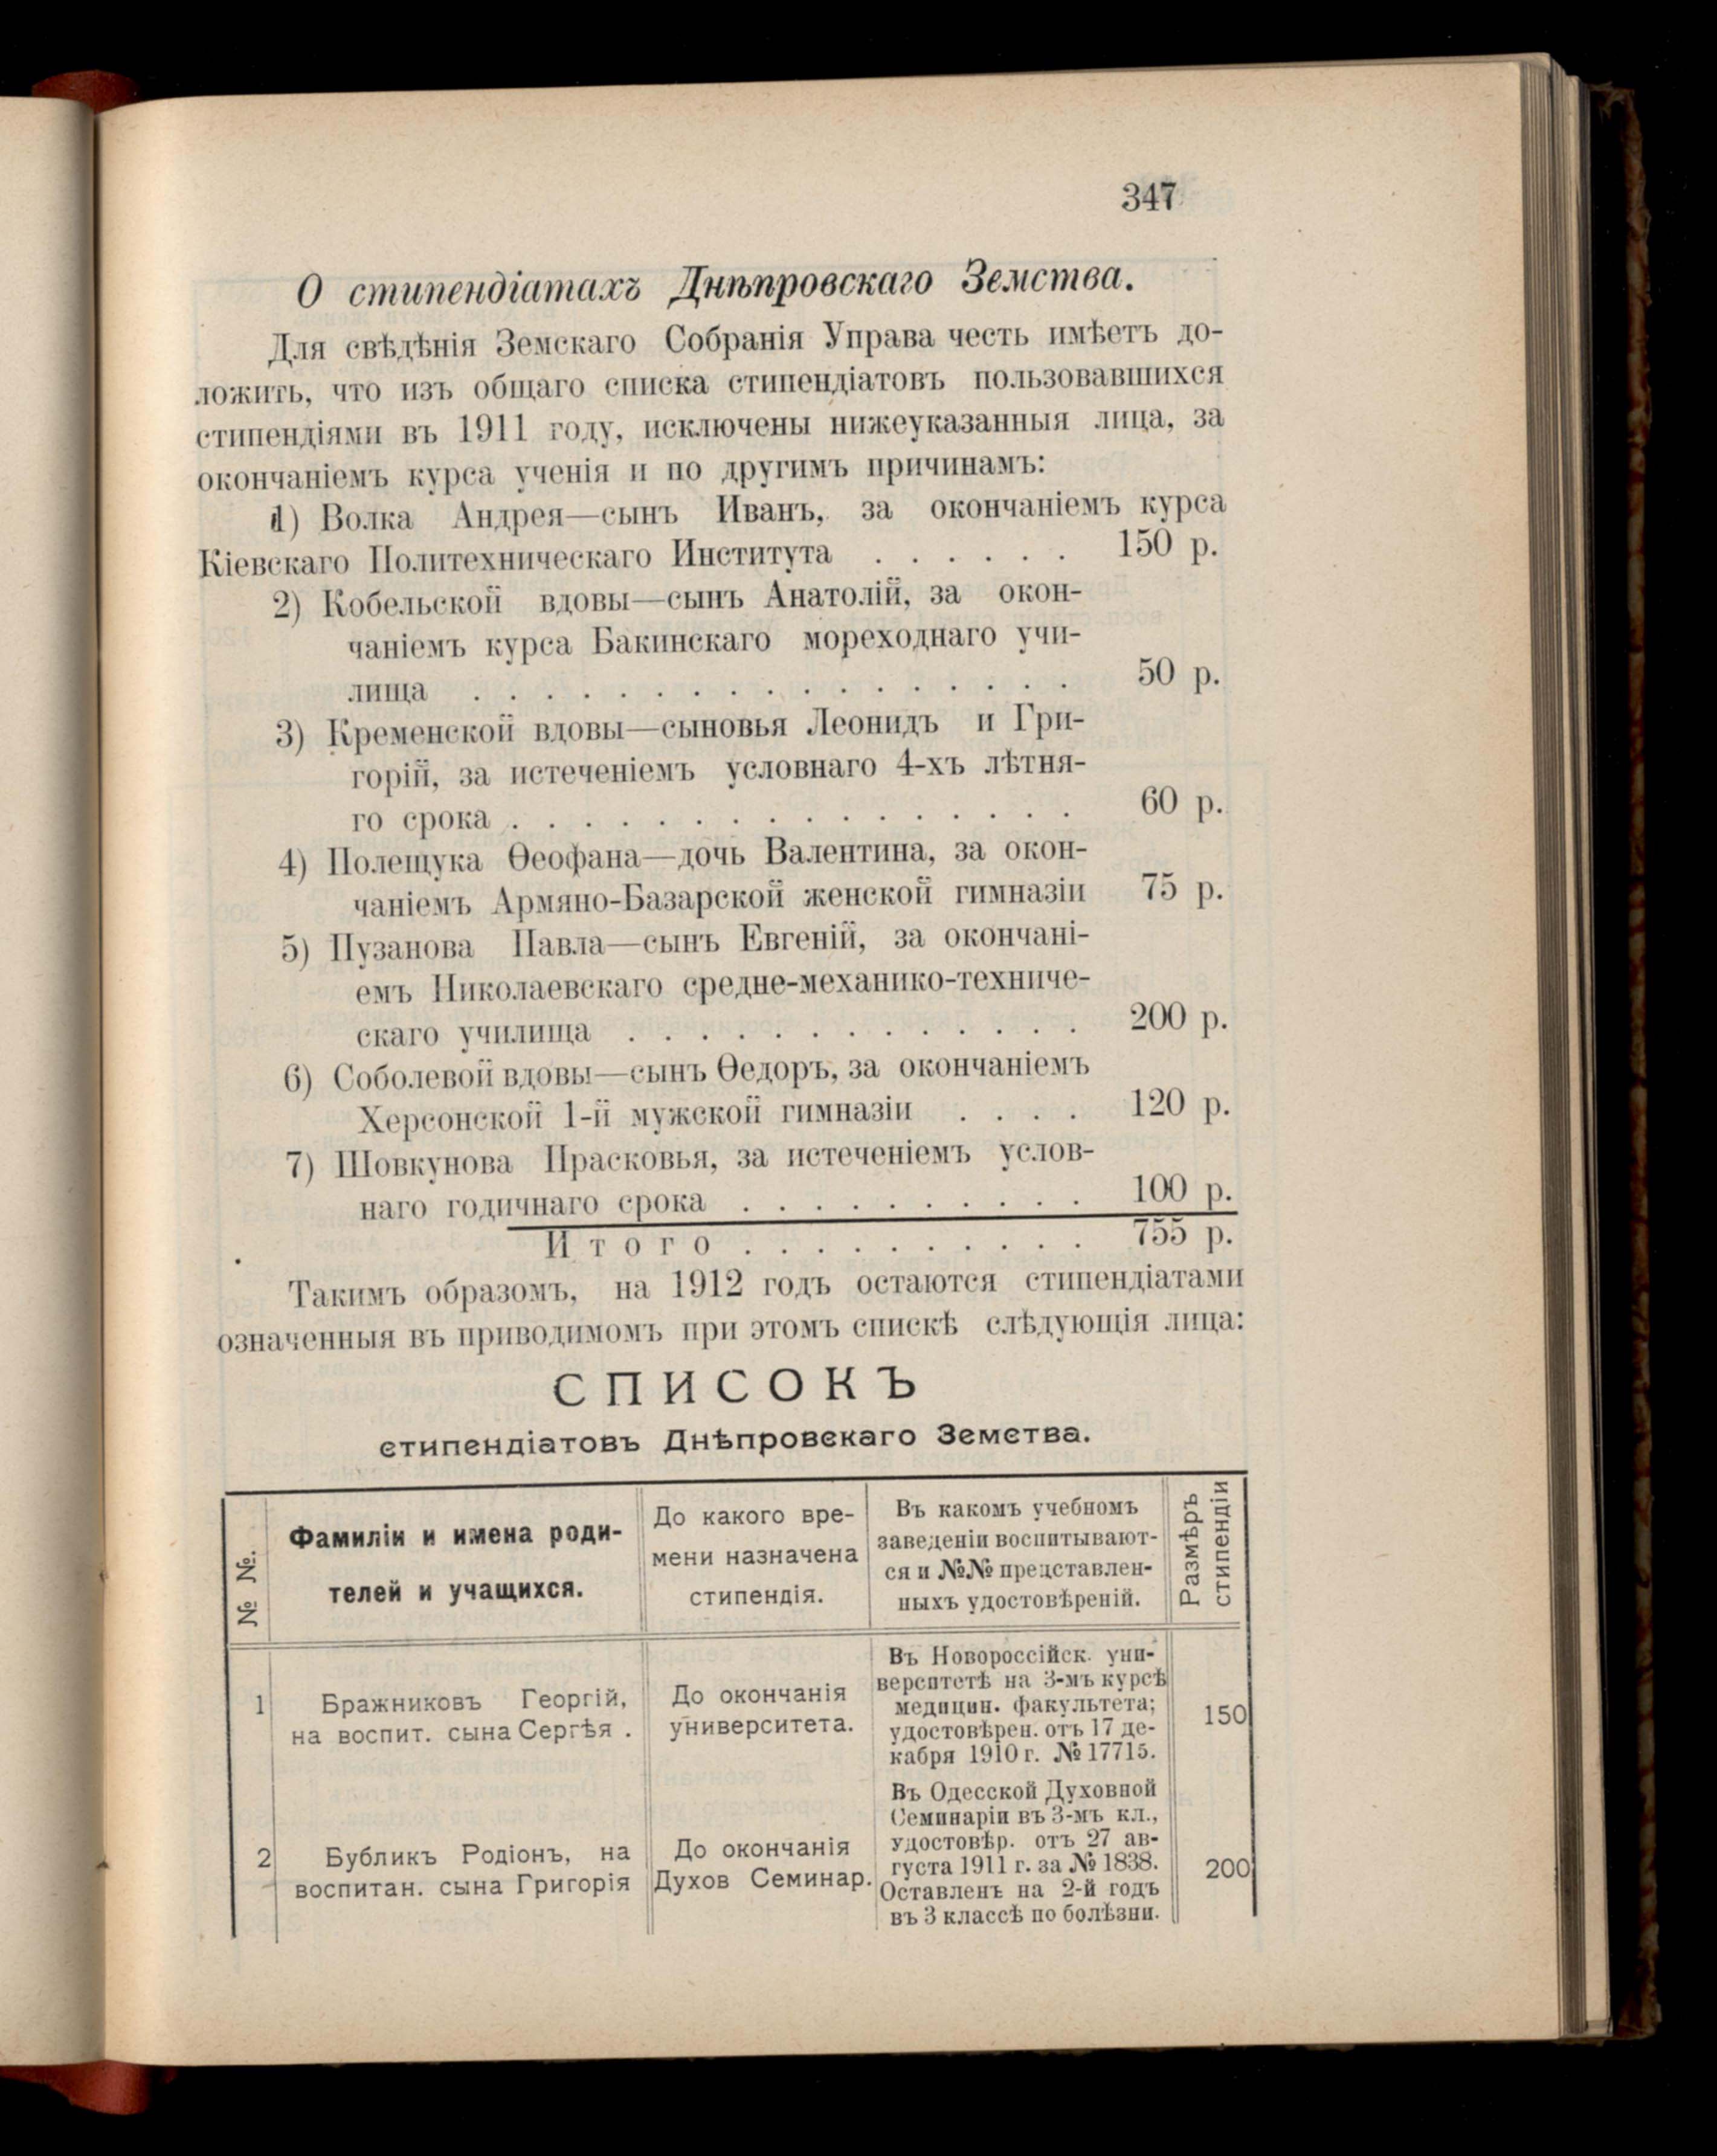 347
О стипендіатахъ Днѣпровскаго Земства.
Для свѣдѣнія Земскаго Собранія Управа честь имѣетъ до-
ложить, что изъ общаго списка стипендіатовъ пользовавшихся
стипендіями въ 1911 году, исключены нижеуказанныя лица, за
окончаніемъ курса ученія и по другимъ причинамъ:
1) Волка Андрея—сынъ Иванъ, за окончаніемъ курса
Кіевскаго Политехническаго Института . . . . . . 150 р.
2) Кобельской вдовы—сынъ Анатолій, за окон-
чаніемъ курса Бакинскаго мореходнаго учи-
лища . . . . . . . . . . . . . . . . . 50 р.
3) Кременской вдовы—сыновья Леонидъ и Гри-
горій, за истеченіемъ условнаго 4-хъ лѣтня-
го срока . . . . . . . . . . . . . . . . 60 р.
4) Полещука Ѳеофана—дочь Валентина, за окон-
чаніемъ Армяно-Базарской женской гимназіи 75 р.
5) Пузанова Павла—сынъ Евгеній, за окончані-
емъ Николаевскаго средне-механико-техниче-
скаго училища . . . . . . . . . . . . . 200 р.
6) Соболевой вдовы—сынъ Ѳедоръ, за окончаніемъ
Херсонской 1-й мужской гимназіи . . . . 120 р.
7) Шовкунова Прасковья, за истеченіемъ услов-
наго годичнаго срока . . . . . . . . . . 100 р.
Итого . . . . . . . . . . 755 р.
Такимъ образомъ, на 1912 годъ остаются стипендіатами
означенныя въ приводимомъ при этомъ спискѣ слѣдующія лица:
СПИСОКЪ
стипендіатовъ Днѣпровскаго Земства.
№ №.
Фамиліи и имена роди-
телей и учащихся.
До какого вре-
мени назначена
стипендія.
Въ какомъ учебномъ
заведеніи воспитывают-
ся и №№ представлен-
ныхъ удостовѣреній.
Размѣръ
стипендіи
1
Бражниковъ Георгій,
на воспит. сына Сергѣя .
До окончанія
университета.
Въ Новороссійск. уни-
верситетѣ на 3-мъ курсѣ
медицин. факультета;
удостовѣрен. отъ 17 де-
кабря 1910 г. № 17715.
150
2
Бубликъ Родіонъ, на
воспитан. сына Григорія
До окончанія
Духов Семинар.
Въ Одесской Духовной
Семинаріи въ 3-мъ кл.,
удостовѣр. отъ 27 ав-
густа 1911 г. за № 1838.
Оставленъ на 2-й годъ
въ 3 классѣ по болѣзни.
200